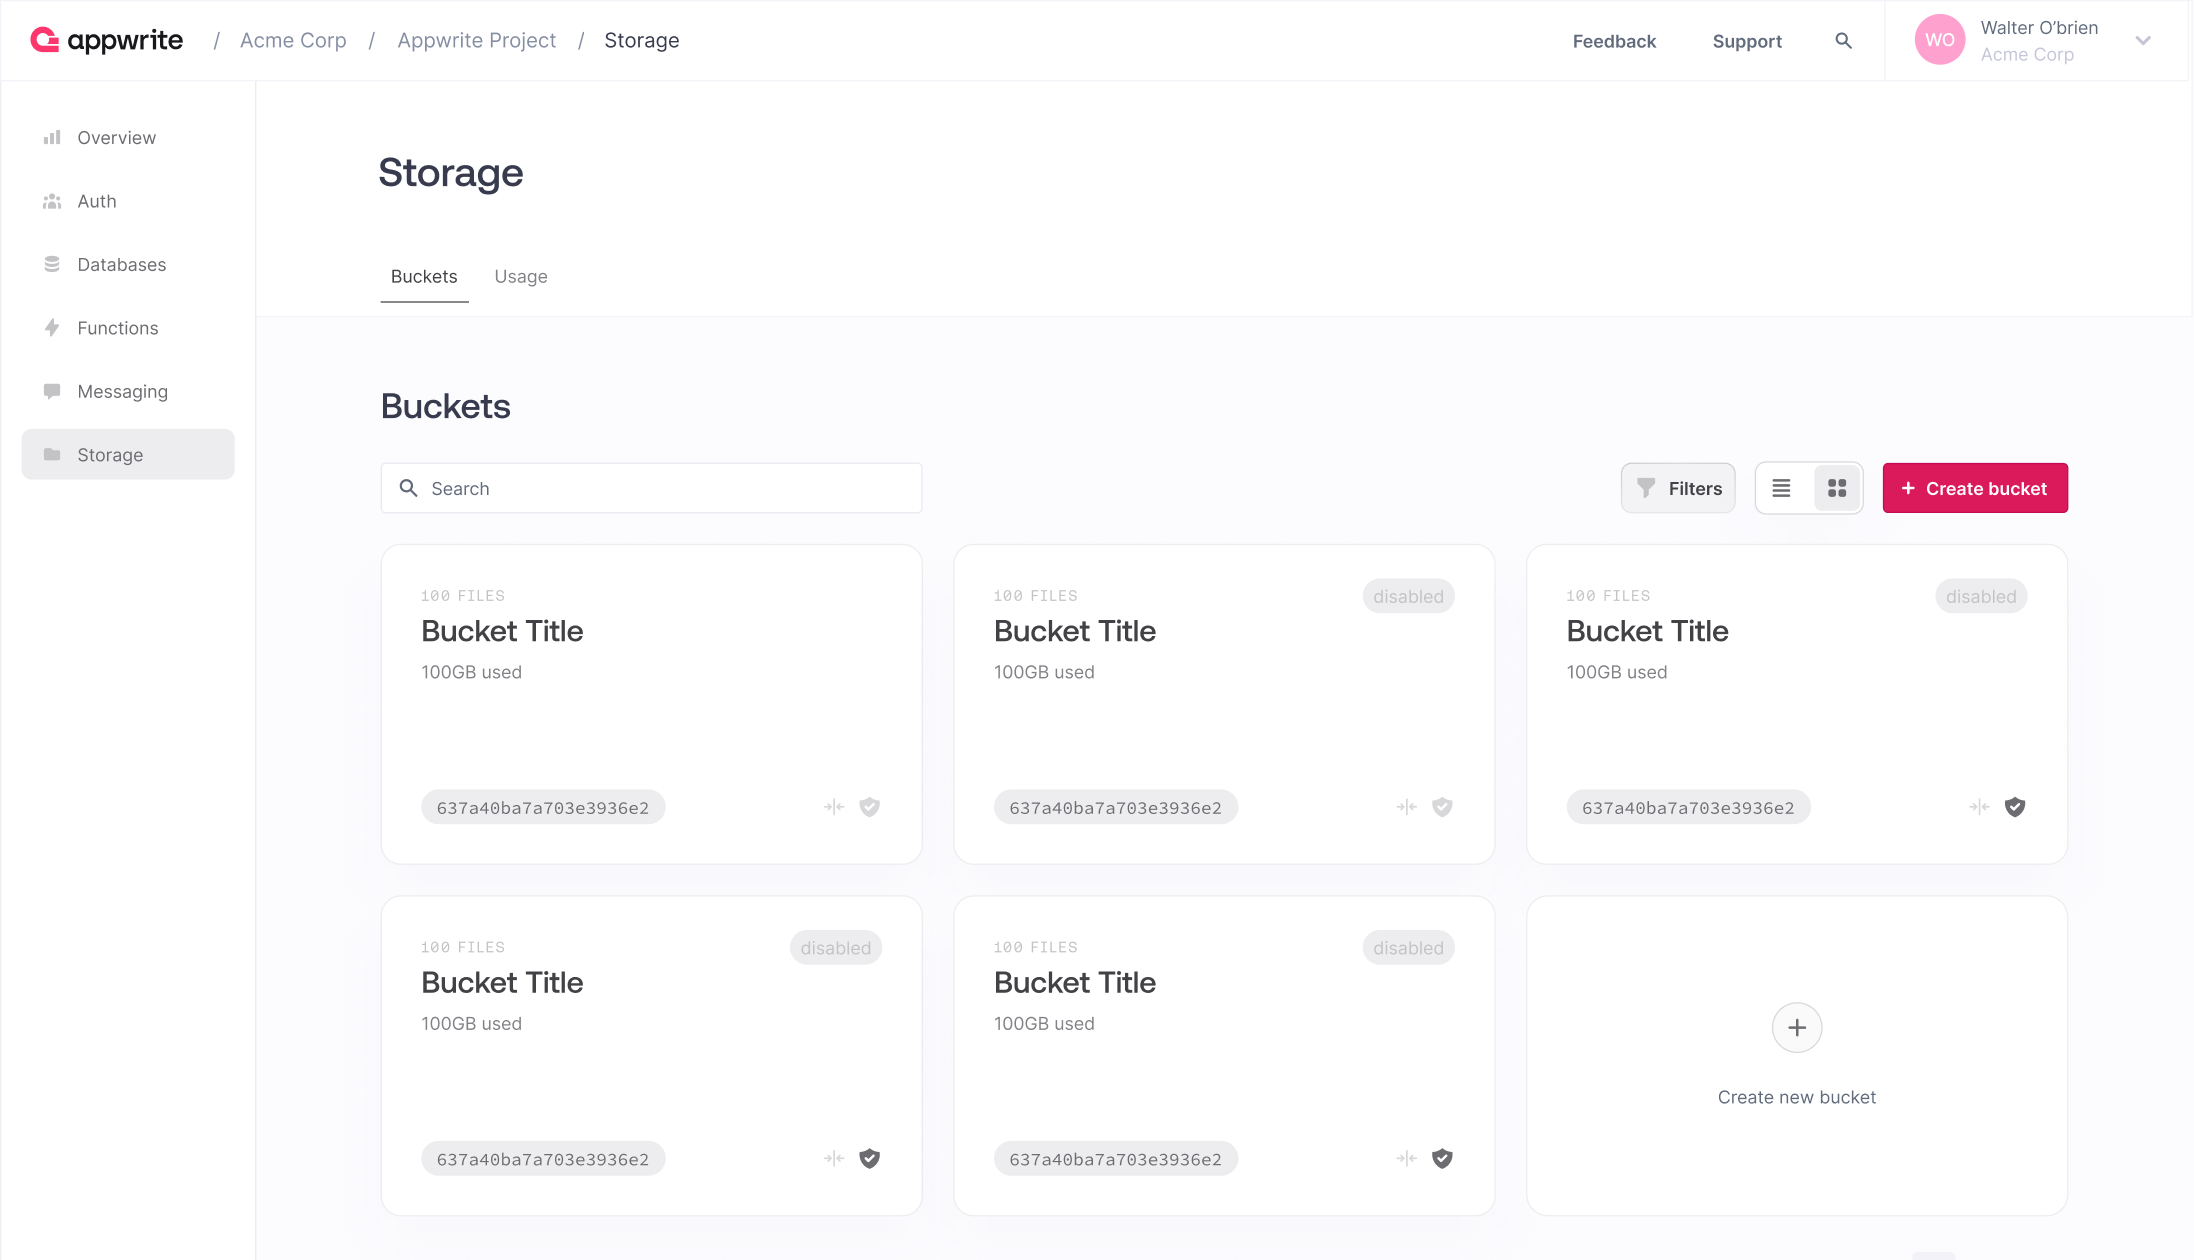 appwrite / Acme Corp / Appwrite Project / Storage
Feedback
Support
WO
Walter O’brien
Acme Corp
Overview
Auth
Databases
Functions
Messaging
Storage
Storage
Buckets
Usage
Buckets
Search
Filters
+ Create bucket
100 FILES
Bucket Title
100GB used
637a40ba7a703e3936e2
100 FILES
disabled
Bucket Title
100GB used
637a40ba7a703e3936e2
100 FILES
disabled
Bucket Title
100GB used
637a40ba7a703e3936e2
100 FILES
disabled
Bucket Title
100GB used
637a40ba7a703e3936e2
100 FILES
disabled
Bucket Title
100GB used
637a40ba7a703e3936e2
Create new bucket